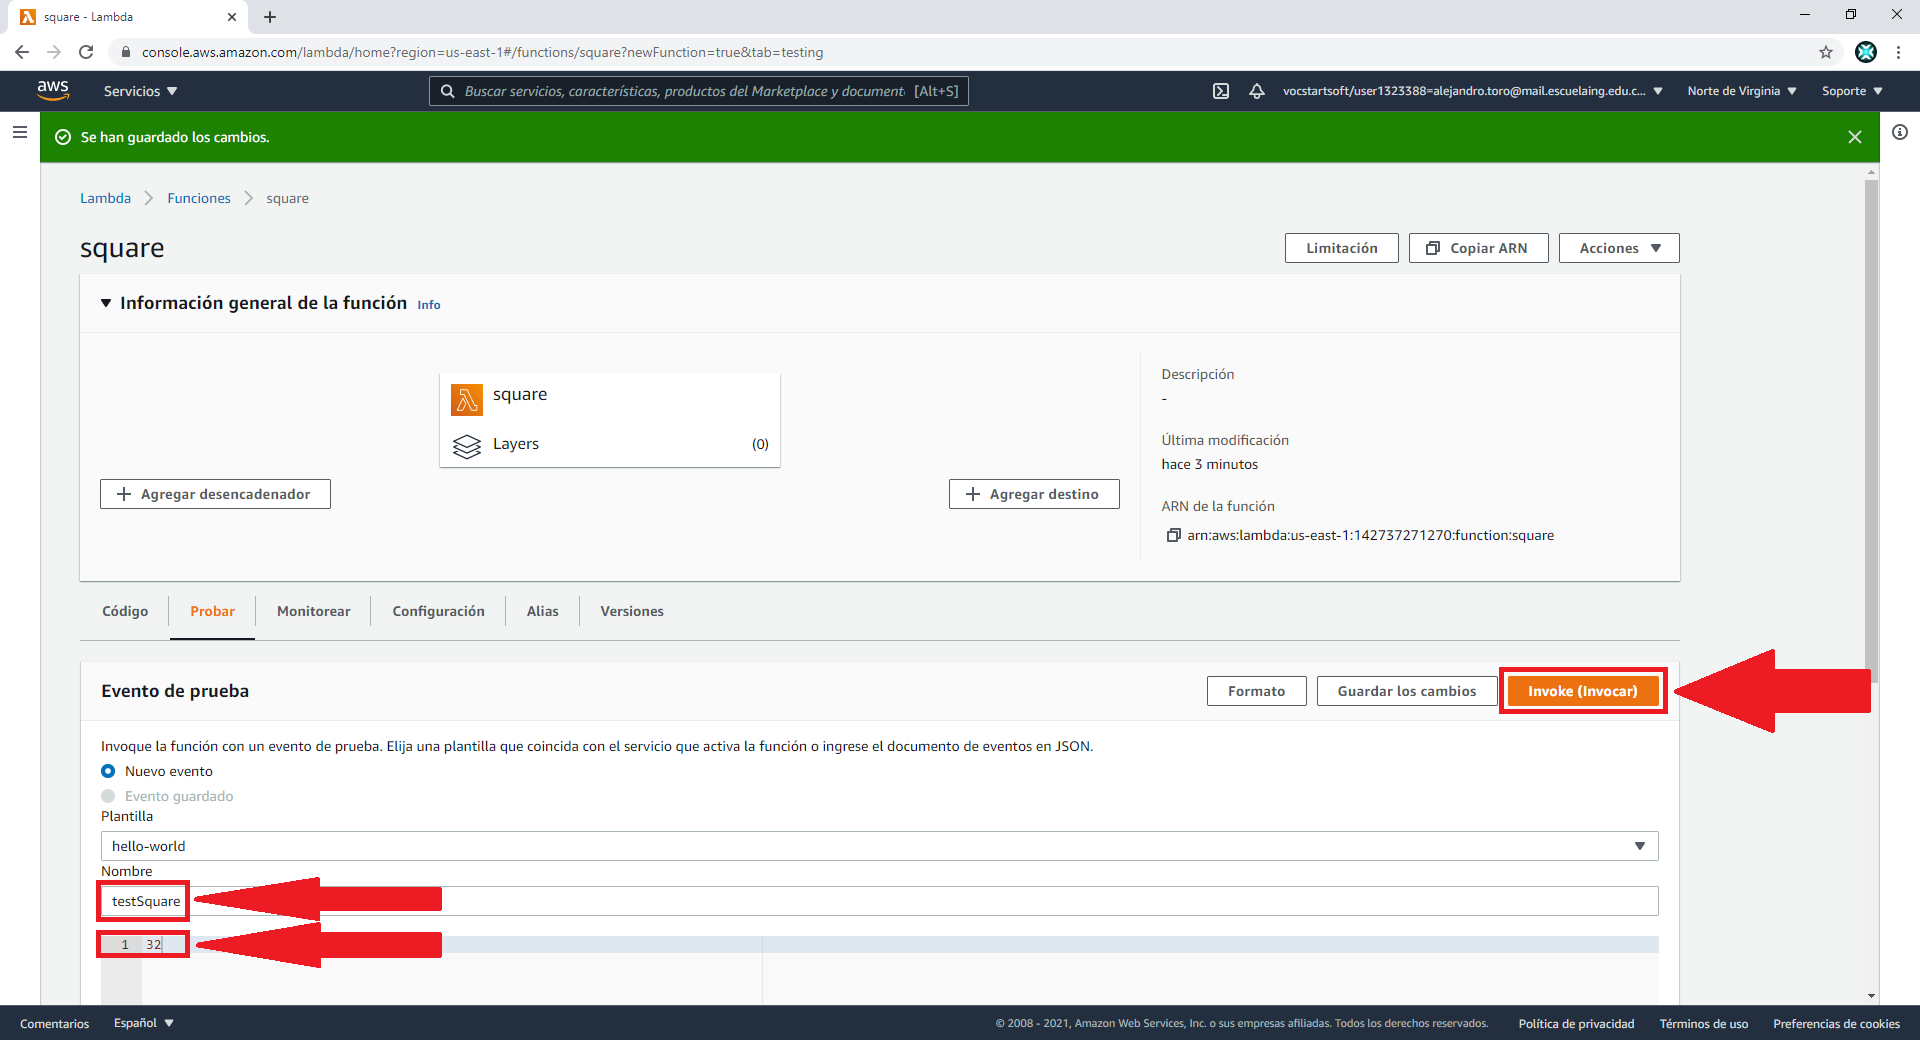 square - Lambda
console.aws.amazon.com/lambda/home?region=us-east-1#/functions/square?newFunction=true&tab=testing
aws
Servicios
Buscar servicios, características, productos del Marketplace y document [Alt+S]
vocstartsoft/user1323388=alejandro.toro@mail.escuelaing.edu.c...
Norte de Virginia
Soporte
Se han guardado los cambios.
Lambda
Funciones
square
square
Limitación
Copiar ARN
Acciones
Información general de la función Info
square
Layers (0)
Agregar desencadenador
Agregar destino
Descripción
-
Última modificación
hace 3 minutos
ARN de la función
arn:aws:lambda:us-east-1:142737271270:function:square
Código
Probar
Monitorear
Configuración
Alias
Versiones
Evento de prueba
Formato
Guardar los cambios
Invoke (Invocar)
Invoque la función con un evento de prueba. Elija una plantilla que coincida con el servicio que activa la función o ingrese el documento de eventos en JSON.
Nuevo evento
Evento guardado
Plantilla
hello-world
Nombre
testSquare
1 32
Comentarios
Español
© 2008 - 2021, Amazon Web Services, Inc. o sus empresas afiliadas. Todos los derechos reservados.
Política de privacidad
Términos de uso
Preferencias de cookies